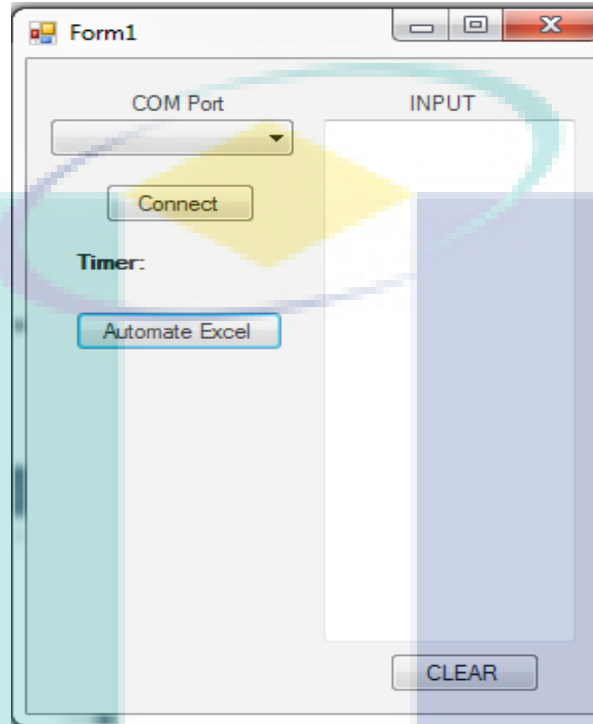 Form1
COM Port
INPUT
Connect
Timer:
Automate Excel
CLEAR